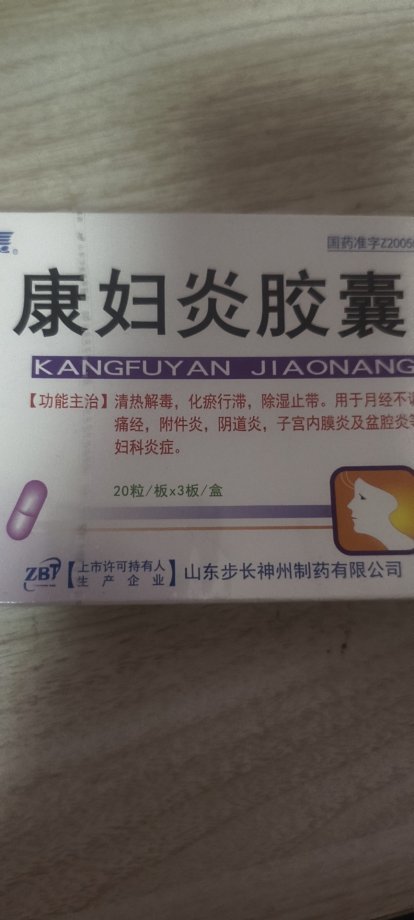 国药准字Z2005
康妇炎胶囊
KANGFUYAN JIAONANG
【功能主治】清热解毒，化瘀行滞，除湿止带。用于月经不
痛经，附件炎，阴道炎，子宫内膜炎及盆腔炎等
妇科炎症。
20粒/板x3板/盒
ZBT【上市许可持有人
生产企业】山东步长神州制药有限公司